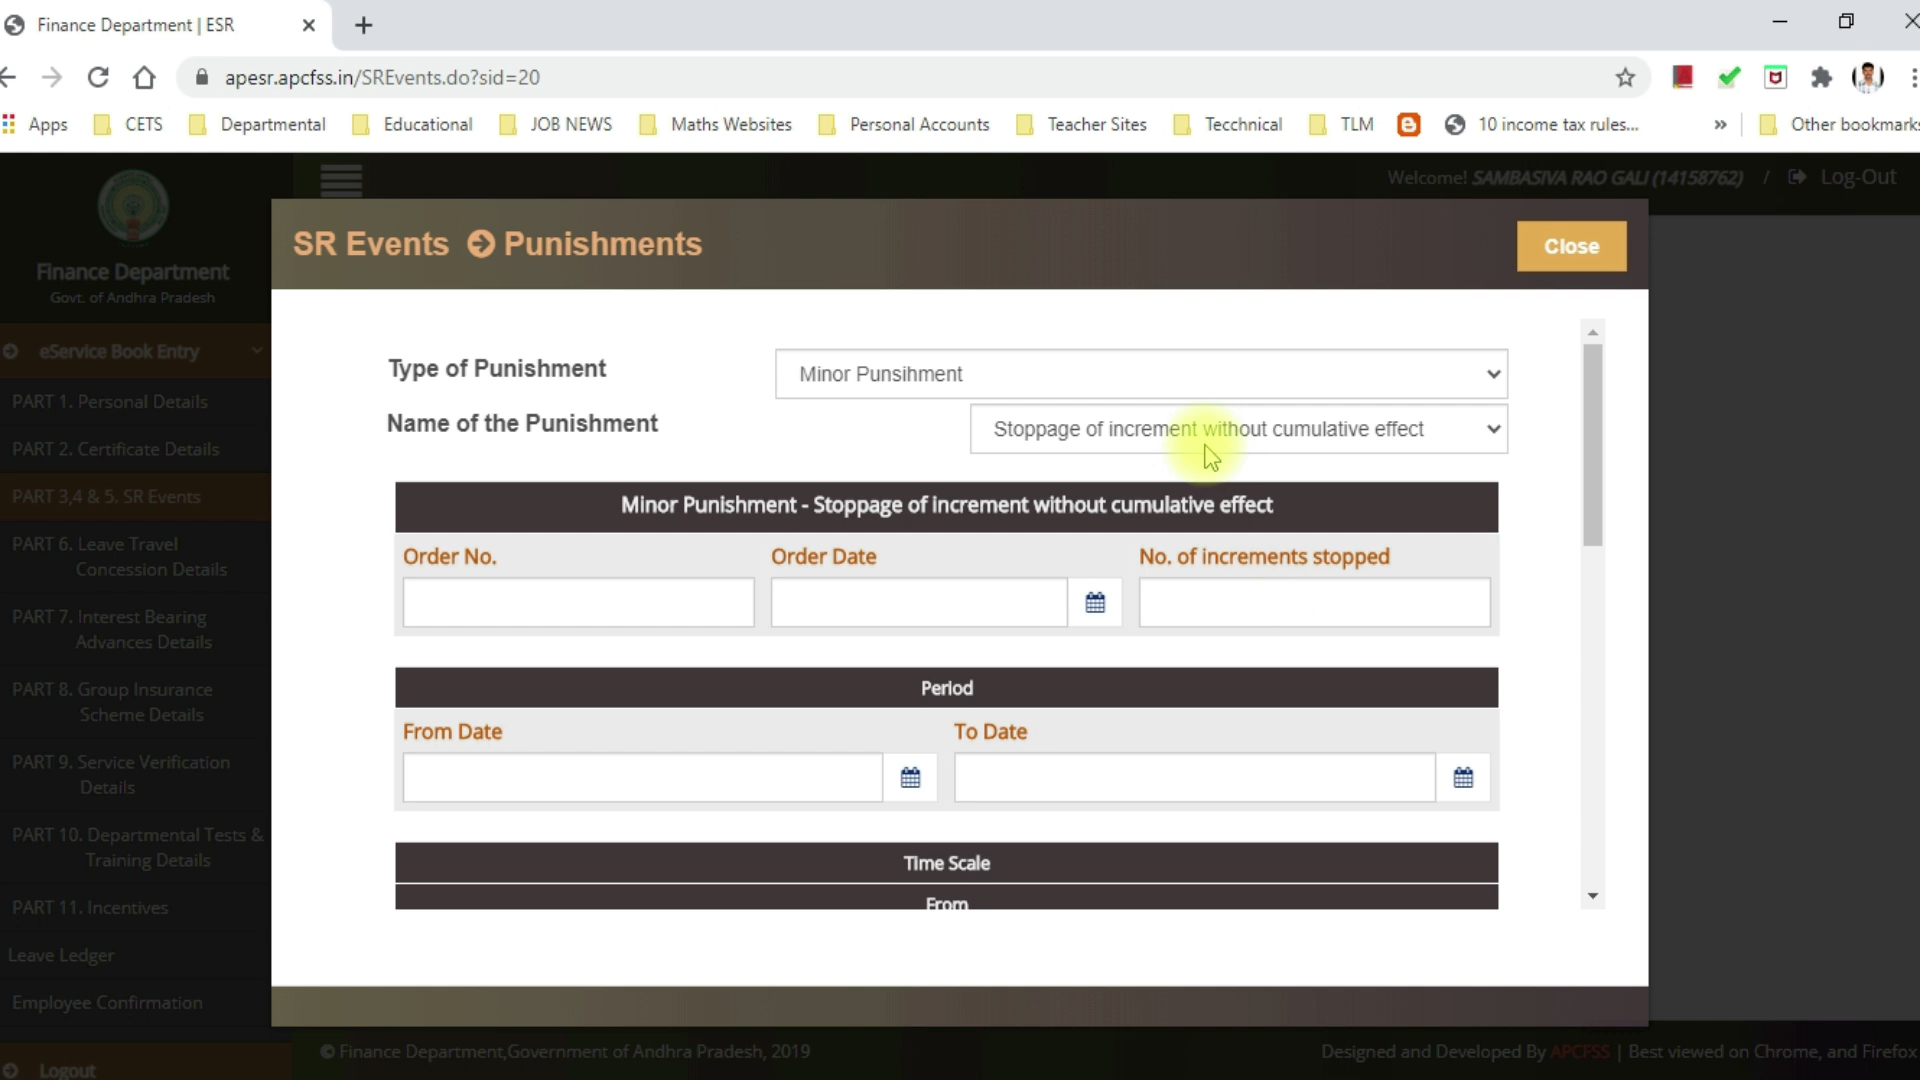 Finance Department | ESR
apesr.apcfss.in/SREvents.do?sid=20
Apps
CETS
Departmental
Educational
JOB NEWS
Maths Websites
Personal Accounts
Teacher Sites
Tecchnical
TLM
10 income tax rules...
»
Other bookmarks
Welcome! SAMBASIVA RAO GALI (14158762) / Log-Out
Finance Department
Govt. of Andhra Pradesh
eService Book Entry
PART 1. Personal Details
PART 2. Certificate Details
PART 3,4 & 5. SR Events
PART 6. Leave Travel
Concession Details
PART 7. Interest Bearing
Advances Details
PART 8. Group Insurance
Scheme Details
PART 9. Service Verification
Details
PART 10. Departmental Tests &
Training Details
PART 11. Incentives
Leave Ledger
Employee Confirmation
Logout
SR Events Punishments
Close
Type of Punishment
Minor Punsihment
Name of the Punishment
Stoppage of increment without cumulative effect
Minor Punishment - Stoppage of increment without cumulative effect
Order No.
Order Date
No. of increments stopped
Period
From Date
To Date
Time Scale
From
© Finance Department,Government of Andhra Pradesh, 2019
Designed and Developed By APCFSS | Best viewed on Chrome, and Firefox